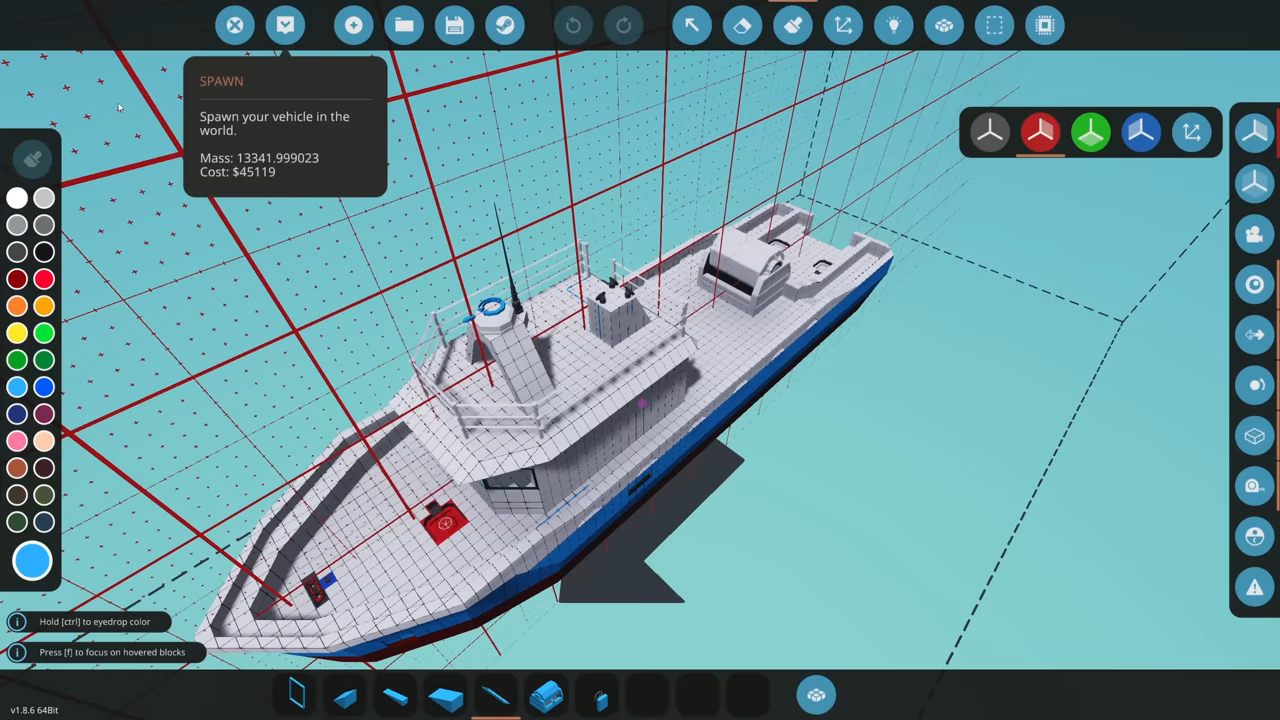 SPAWN
Spawn your vehicle in the
world.
Mass: 13341.999023
Cost: $45119
Hold [ctrl] to eyedrop color
Press [f] to focus on hovered blocks
v1.8.6 64Bit